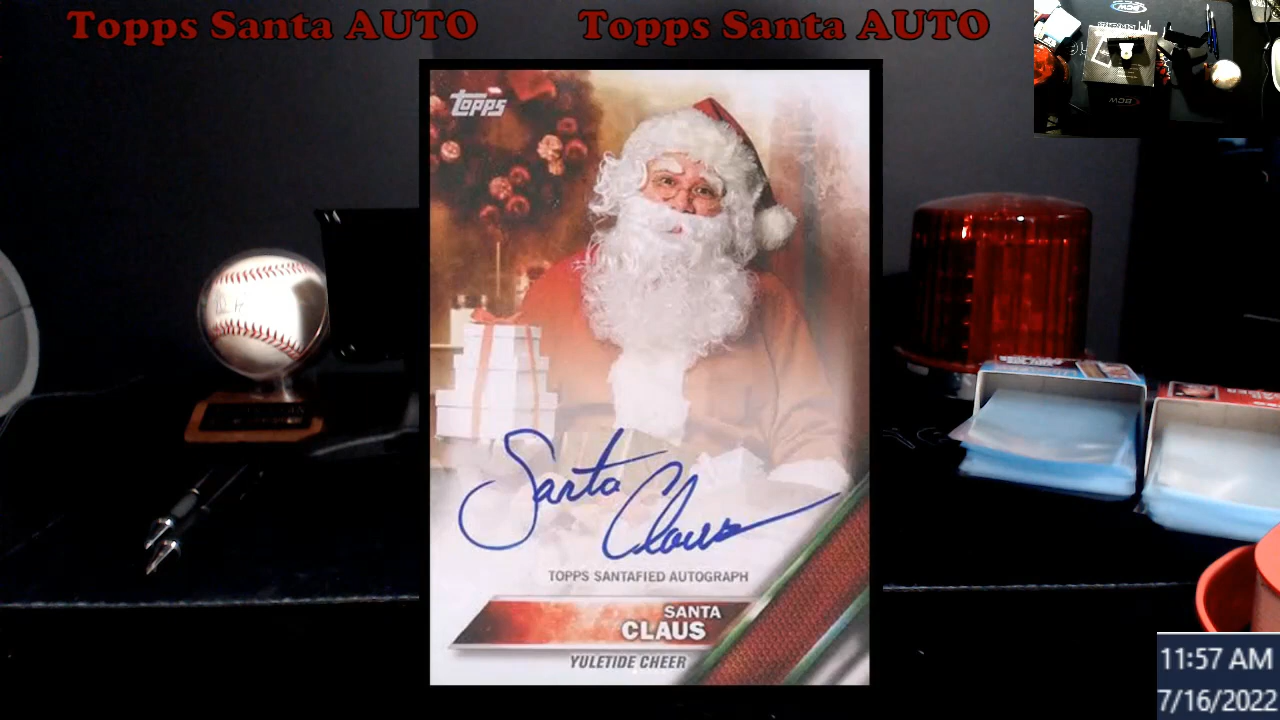 Topps Santa AUTO Topps Santa AUTO
topps
Santa
Claus
TOPPS SANTAFIED AUTOGRAPH
SANTA
CLAUS
YULETIDE CHEER
11:57 AM
7/16/2022